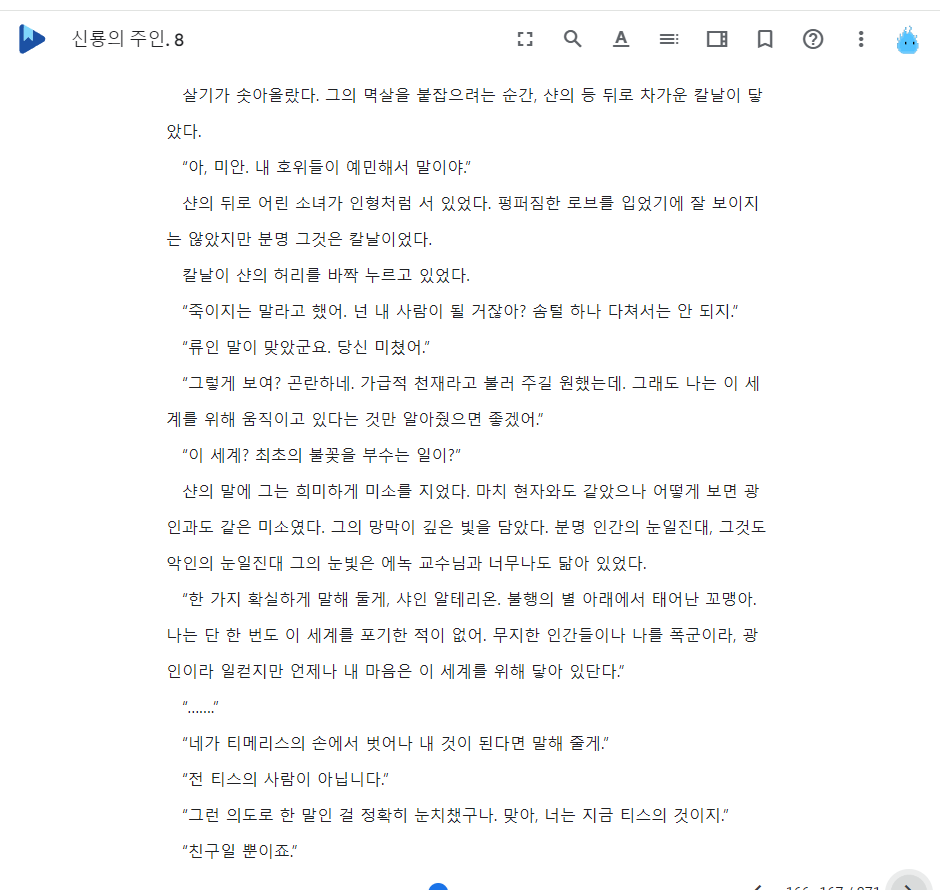 신룡의 주인. 8
살기가 솟아올랐다. 그의 멱살을 붙잡으려는 순간, 샨의 등 뒤로 차가운 칼날이 닿
았다.
“아, 미안. 내 호위들이 예민해서 말이야.”
샨의 뒤로 어린 소녀가 인형처럼 서 있었다. 펑퍼짐한 로브를 입었기에 잘 보이지
는 않았지만 분명 그것은 칼날이었다.
칼날이 샨의 허리를 바짝 누르고 있었다.
“죽이지는 말라고 했어. 넌 내 사람이 될 거잖아? 솜털 하나 다쳐서는 안 되지.”
“류인 말이 맞았군요. 당신 미쳤어.”
“그렇게 보여? 곤란하네. 가급적 천재라고 불러 주길 원했는데. 그래도 나는 이 세
계를 위해 움직이고 있다는 것만 알아줬으면 좋겠어.”
“이 세계? 최초의 불꽃을 부수는 일이?”
샨의 말에 그는 희미하게 미소를 지었다. 마치 현자와도 같았으나 어떻게 보면 광
인과도 같은 미소였다. 그의 망막이 깊은 빛을 담았다. 분명 인간의 눈일진대, 그것도
악인의 눈일진대 그의 눈빛은 에녹 교수님과 너무나도 닮아 있었다.
“한 가지 확실하게 말해 둘게, 샤인 알테리온. 불행의 별 아래에서 태어난 꼬맹아.
나는 단 한 번도 이 세계를 포기한 적이 없어. 무지한 인간들이나 나를 폭군이라, 광
인이라 일컫지만 언제나 내 마음은 이 세계를 위해 닿아 있단다.”
“…….”
“네가 티메리스의 손에서 벗어나 내 것이 된다면 말해 줄게.”
“전 티스의 사람이 아닙니다.”
“그런 의도로 한 말인 걸 정확히 눈치챘구나. 맞아, 너는 지금 티스의 것이지.”
“친구일 뿐이죠.”